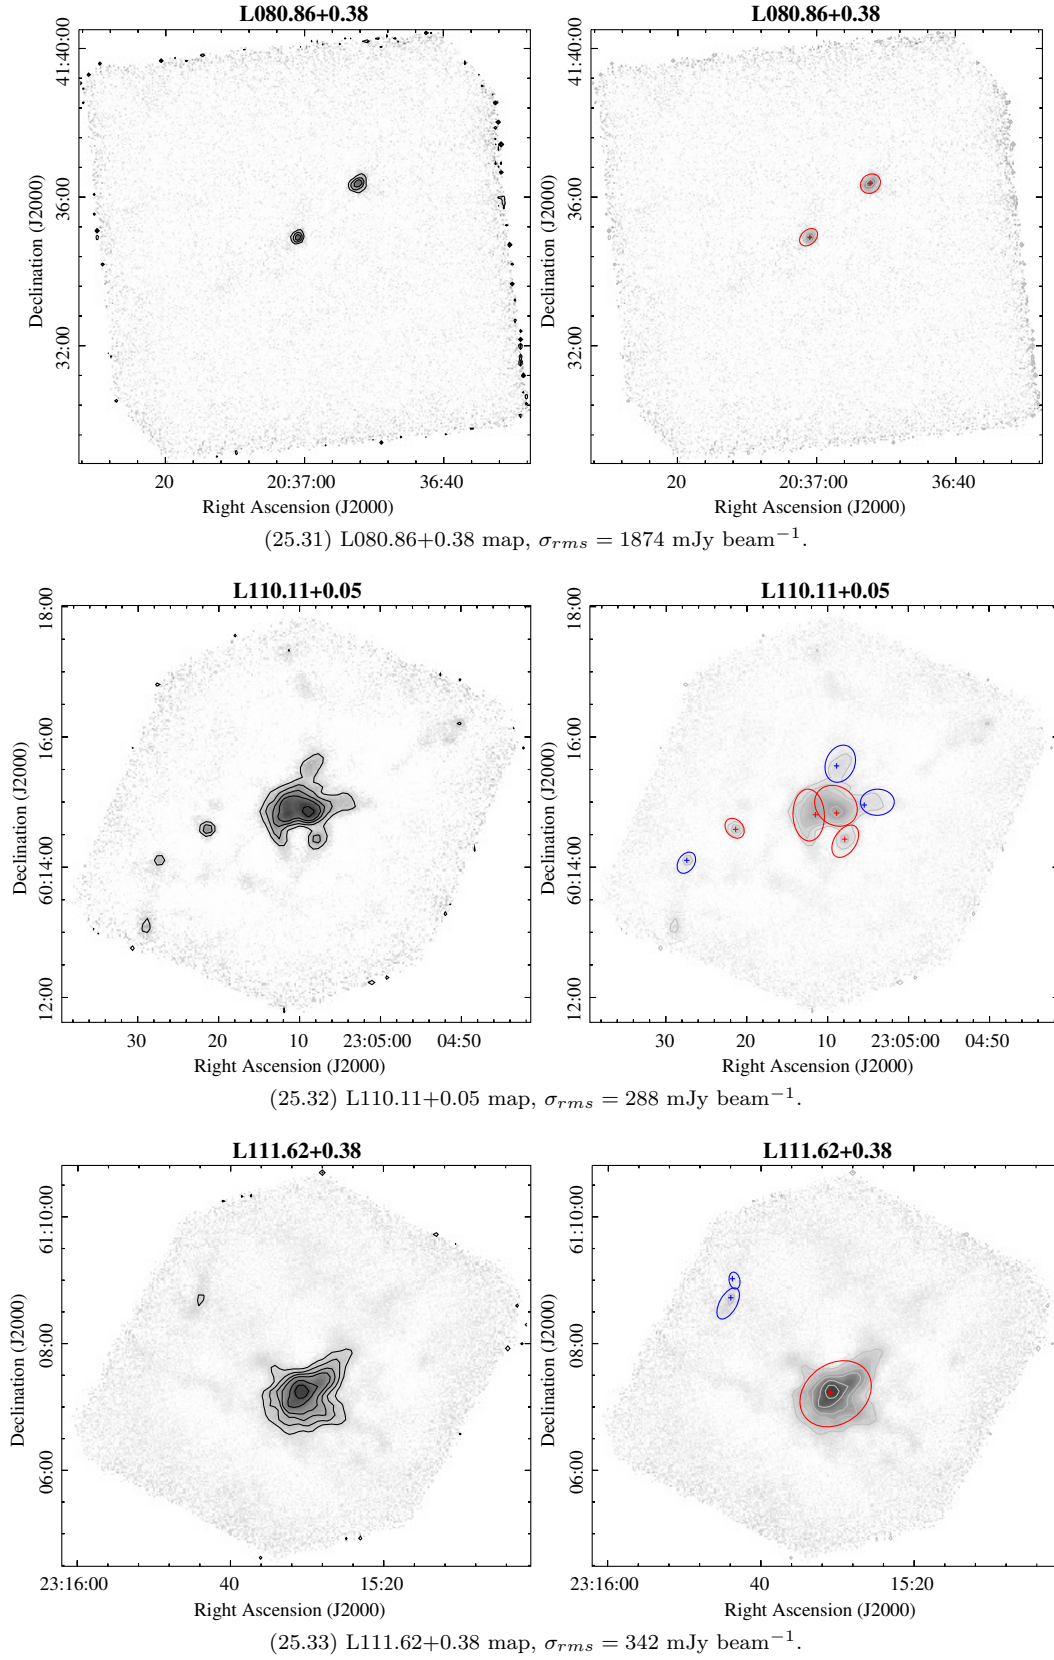 L080.86+0.38 L080.86+0.38
41:40:00 41:40:00
36:00 36:00
32:00 32:00
Declination (J2000) Declination (J2000)
20 20:37:00 36:40 20 20:37:00 36:40
Right Ascension (J2000) Right Ascension (J2000)
(25.31) L080.86+0.38 map, σrms = 1874 mJy beam−1.
L110.11+0.05 L110.11+0.05
18:00 18:00
16:00 16:00
60:14:00 60:14:00
12:00 12:00
Declination (J2000) Declination (J2000)
30 20 10 23:05:00 04:50 30 20 10 23:05:00 04:50
Right Ascension (J2000) Right Ascension (J2000)
(25.32) L110.11+0.05 map, σrms = 288 mJy beam−1.
L111.62+0.38 L111.62+0.38
61:10:00 61:10:00
08:00 08:00
06:00 06:00
Declination (J2000) Declination (J2000)
23:16:00 40 15:20 23:16:00 40 15:20
Right Ascension (J2000) Right Ascension (J2000)
(25.33) L111.62+0.38 map, σrms = 342 mJy beam−1.